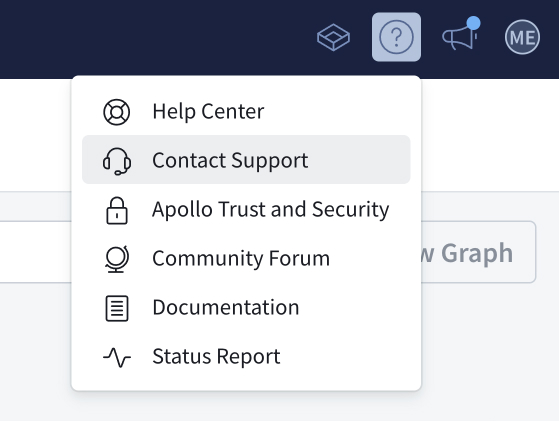 ME
Help Center
Contact Support
Apollo Trust and Security
Community Forum
w Graph
Documentation
Status Report